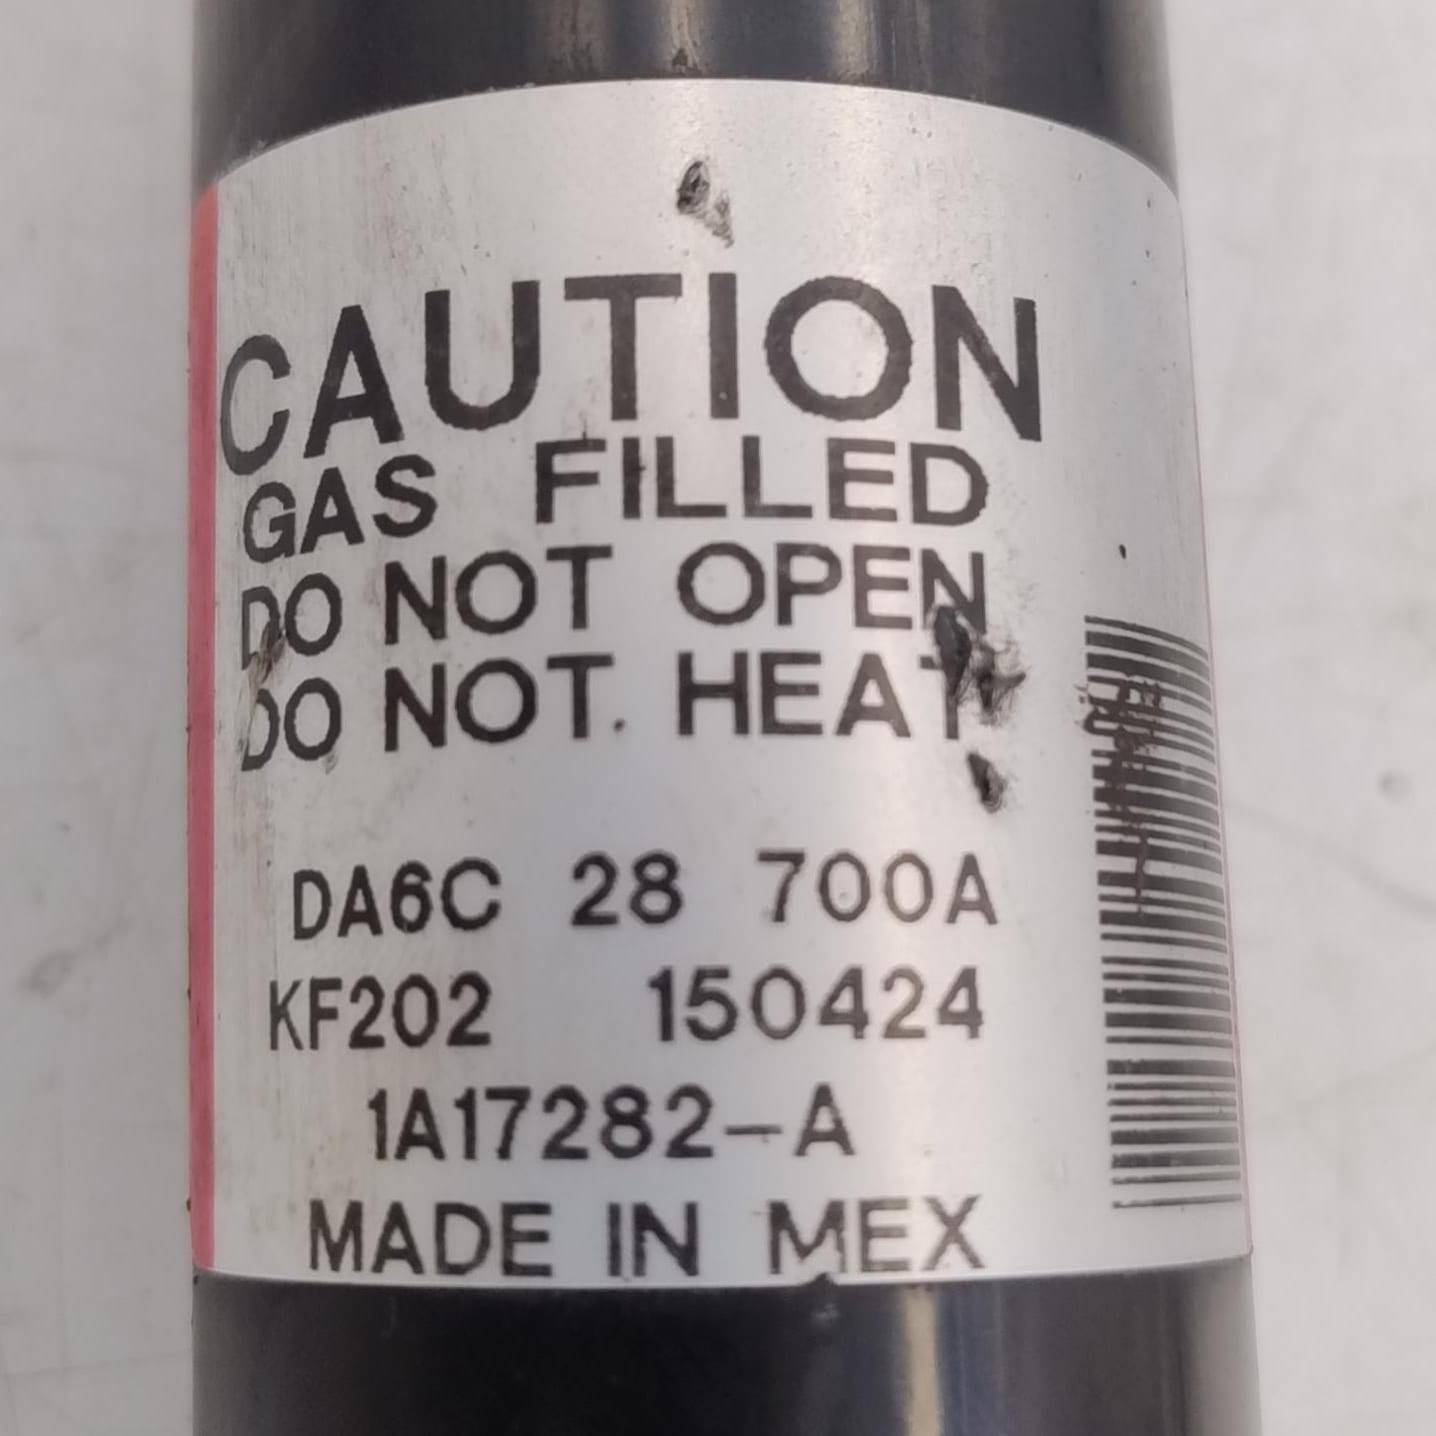 CAUTION
GAS FILLED
DO NOT OPEN
DO NOT. HEAT
DA6C 28 700A
KF202 150424
1A17282-A
MADE IN MEX